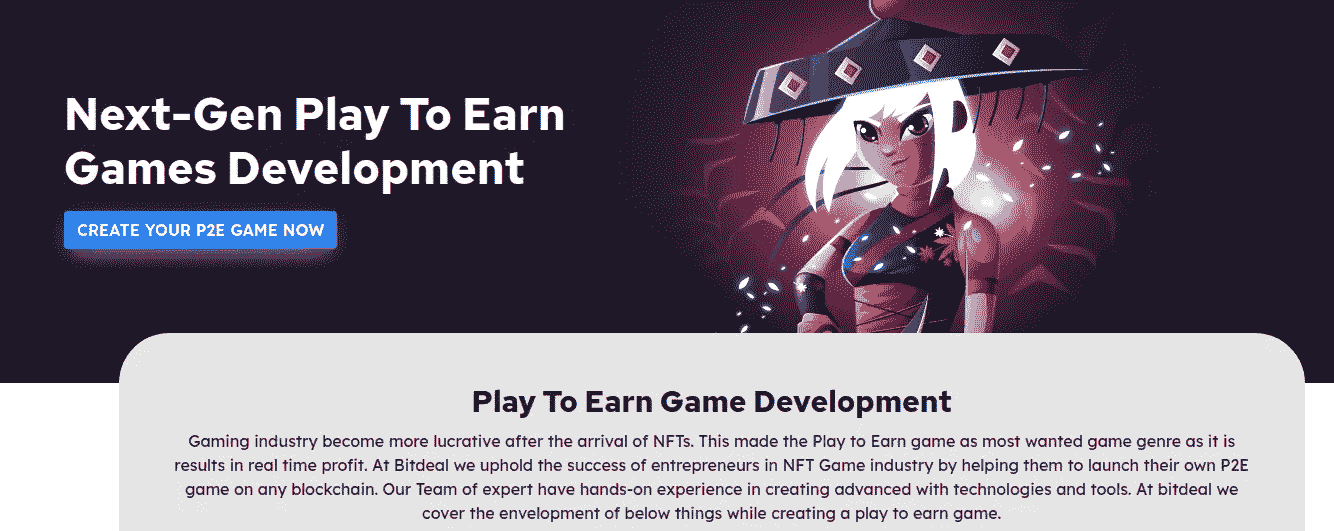 Next-Gen Play To Earn
Games Development
CREATE YOUR P2E GAME NOW
Play To Earn Game Development
Gaming industry become more lucrative after the arrival of NFTs. This made the Play to Earn game as most wanted game genre as it is
results in real time profit. At Bitdeal we uphold the success of entrepreneurs in NFT Game industry by helping them to launch their own P2E
game on any blockchain. Our Team of expert have hands-on experience in creating advanced with technologies and tools. At bitdeal we
cover the envelopment of below things while creating a play to earn game.